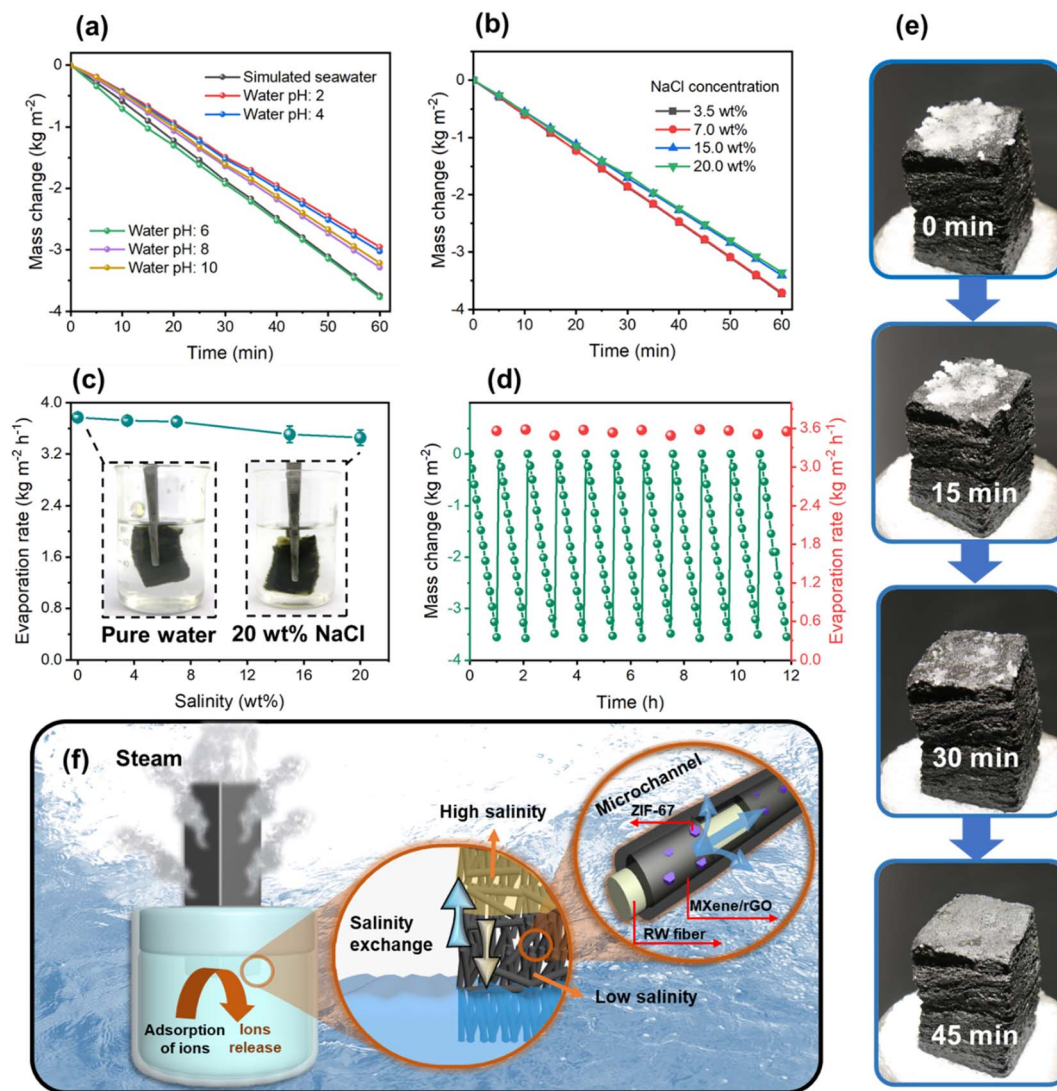 (a)
0
-1
-2
-3
-4
Mass change (kg m⁻²)
Simulated seawater
Water pH: 2
Water pH: 4
Water pH: 6
Water pH: 8
Water pH: 10
0 10 20 30 40 50 60
Time (min)
(b)
0
-1
-2
-3
-4
Mass change (kg m⁻²)
NaCl concentration
3.5 wt%
7.0 wt%
15.0 wt%
20.0 wt%
0 10 20 30 40 50 60
Time (min)
(c)
4.0
3.2
2.4
1.6
0.8
0.0
Evaporation rate (kg m⁻² h⁻¹)
Pure water
20 wt% NaCl
0 5 10 15 20
Salinity (wt%)
(d)
0
-1
-2
-3
-4
Mass change (kg m⁻²)
3.6
3.0
2.4
1.8
1.2
0.6
0.0
Evaporation rate (kg m⁻² h⁻¹)
0 2 4 6 8 10 12
Time (h)
(e)
0 min
15 min
30 min
45 min
(f)
Steam
Adsorption
of ions
Ions
release
High salinity
Salinity
exchange
Low salinity
Microchannel
ZIF-67
MXene/rGO
RW fiber